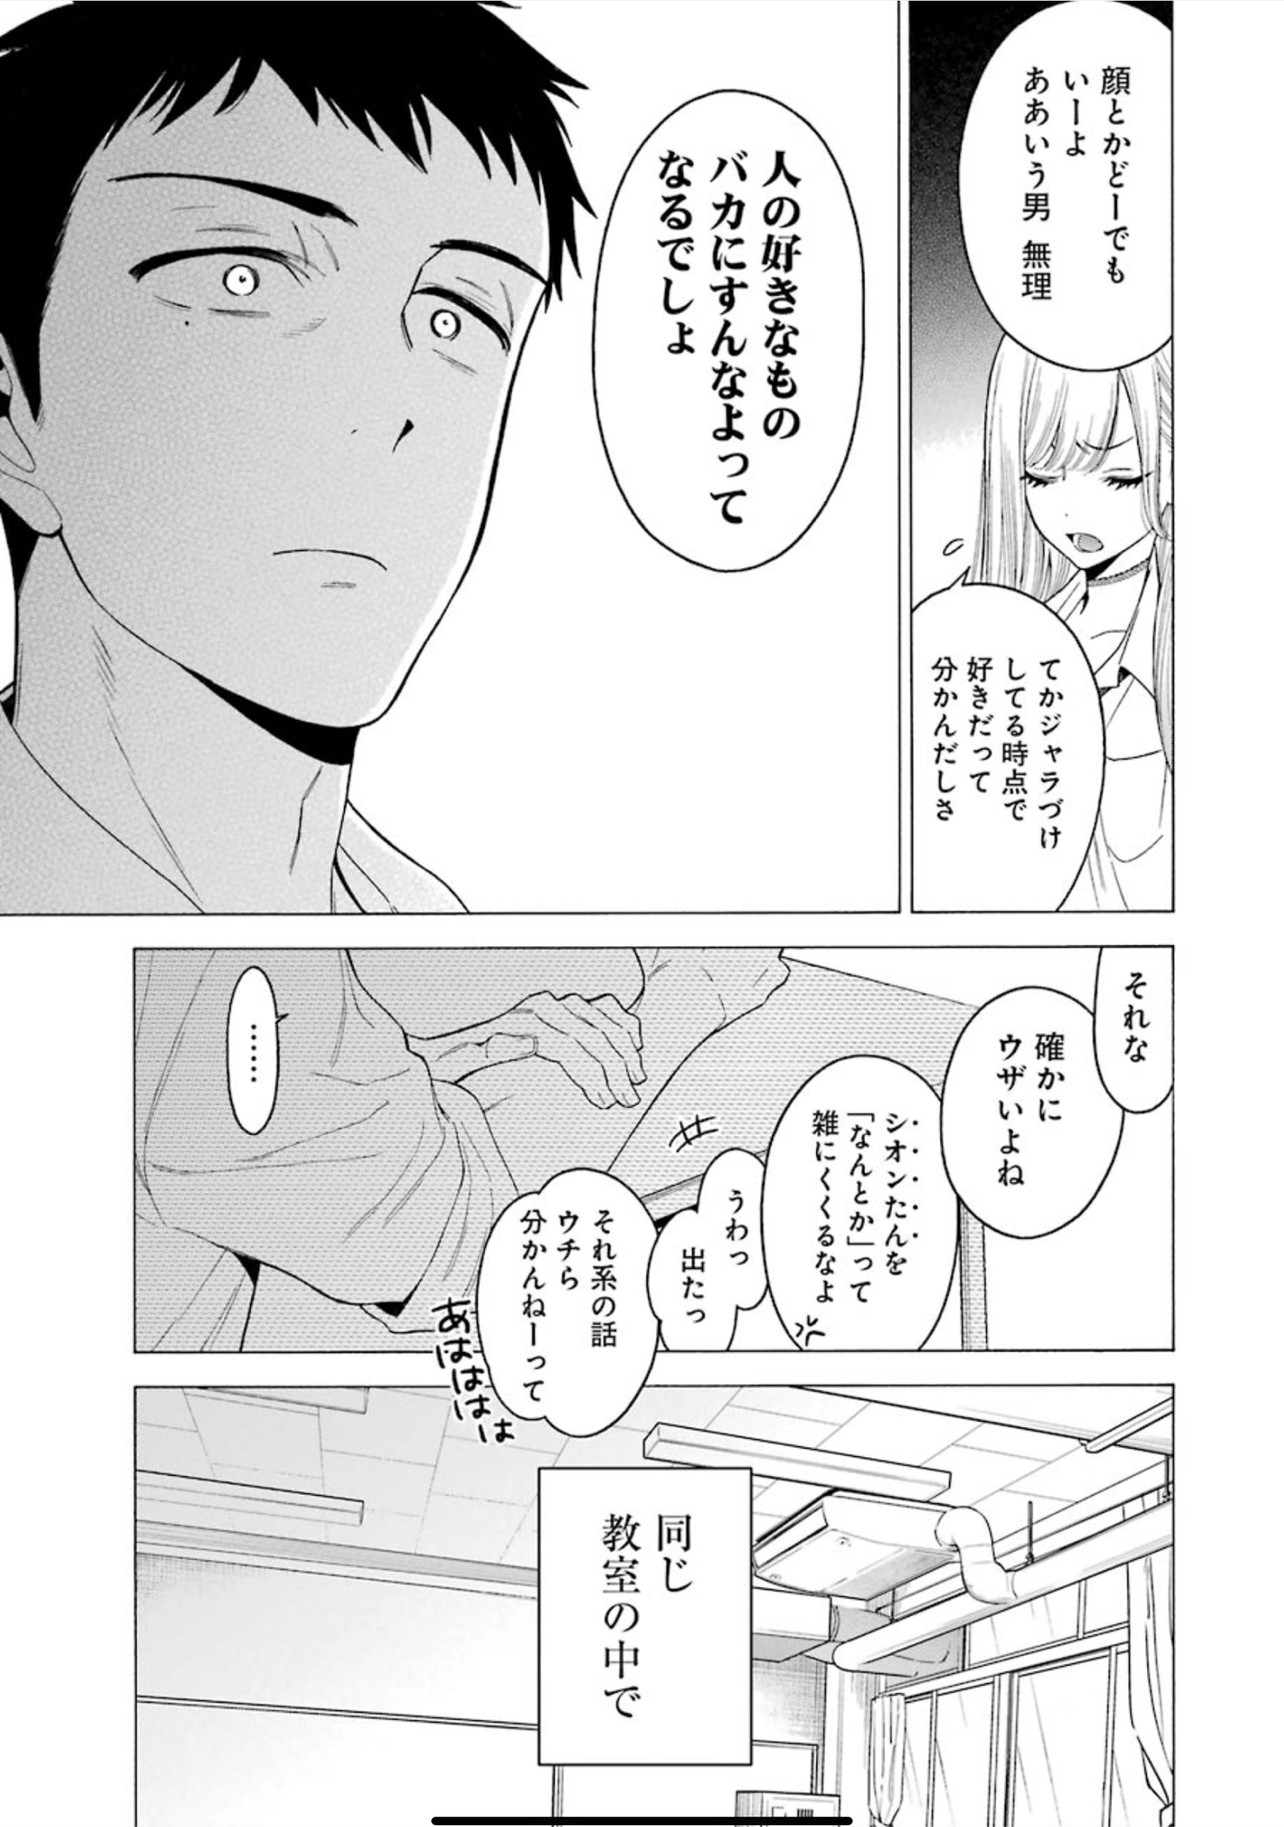 顔とかどーでも
いーよ
ああいう男 無理
てかジャラづけ
してる時点で
好きだって
分かんだしさ
人の好きなもの
バカにすんなよって
なるでしょ
それな
確かに
ウザいよね
シオンたんを
「なんとか」って
雑にくくるなよ
うわっ
出たっ
それ系の話
ウチら
分かんねーって
あはははは
……
同じ
教室の中で